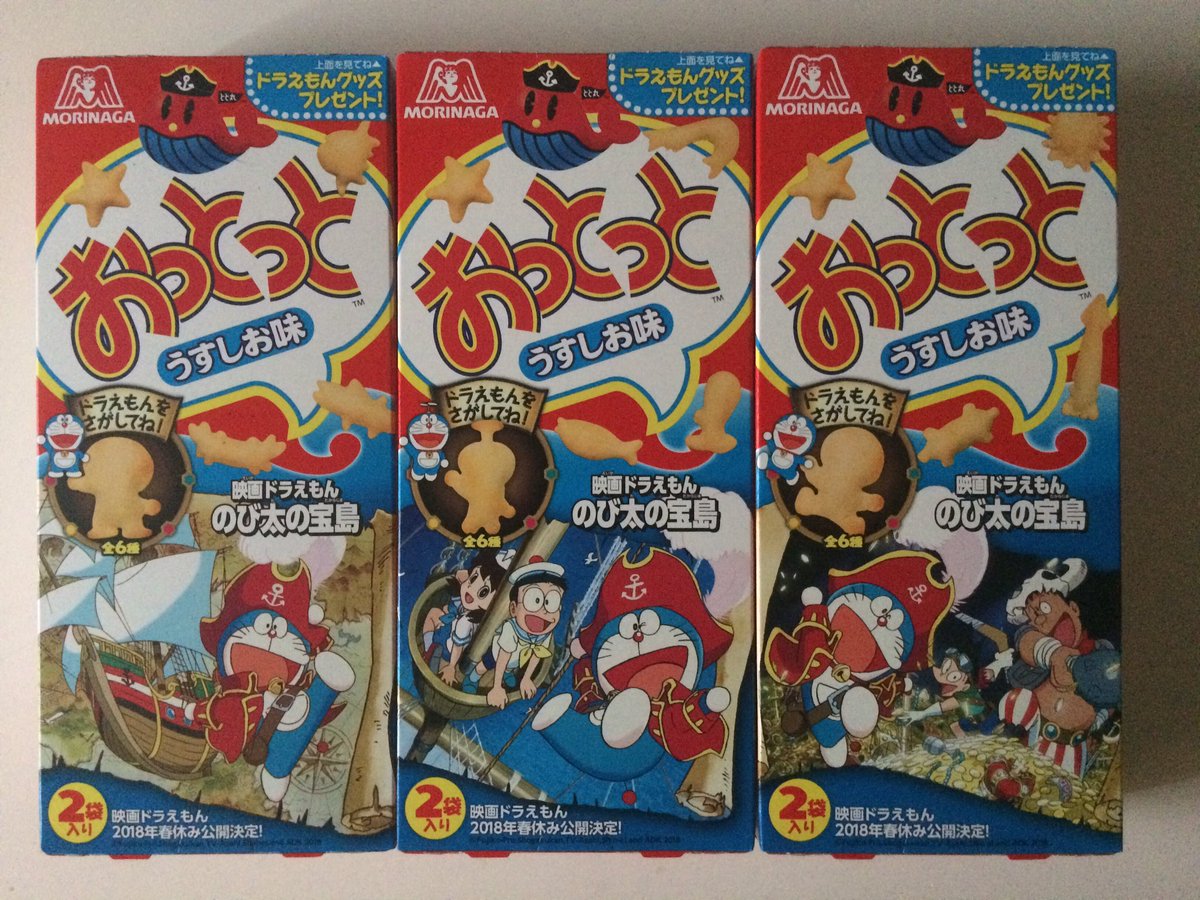 MORINAGA
上面を見てね▲
ドラえもんグッズ
プレゼント!
とと丸
おっとっと
TM
うすしお味
ドラえもんを
さがしてね!
全6種
映画ドラえもん
のび太の宝島
2袋
入り
映画ドラえもん
2018年春休み公開決定!
MORINAGA
上面を見てね▲
ドラえもんグッズ
プレゼント!
とと丸
おっとっと
TM
うすしお味
ドラえもんを
さがしてね!
全6種
映画ドラえもん
のび太の宝島
2袋
入り
映画ドラえもん
2018年春休み公開決定!
MORINAGA
上面を見てね▲
ドラえもんグッズ
プレゼント!
とと丸
おっとっと
TM
うすしお味
ドラえもんを
さがしてね!
全6種
映画ドラえもん
のび太の宝島
2袋
入り
映画ドラえもん
2018年春休み公開決定!